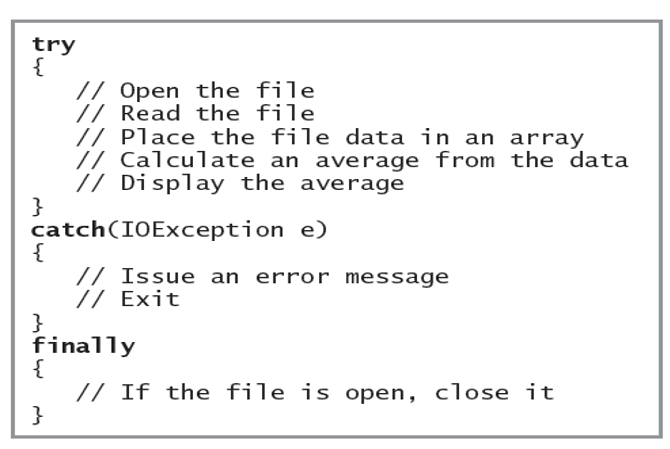 try
{
// Open the file
// Read the file
// Place the file data in an array
// Calculate an average from the data
// Display the average
}
catch(IOException e)
{
// Issue an error message
// Exit
}
finally
{
// If the file is open, close it
}